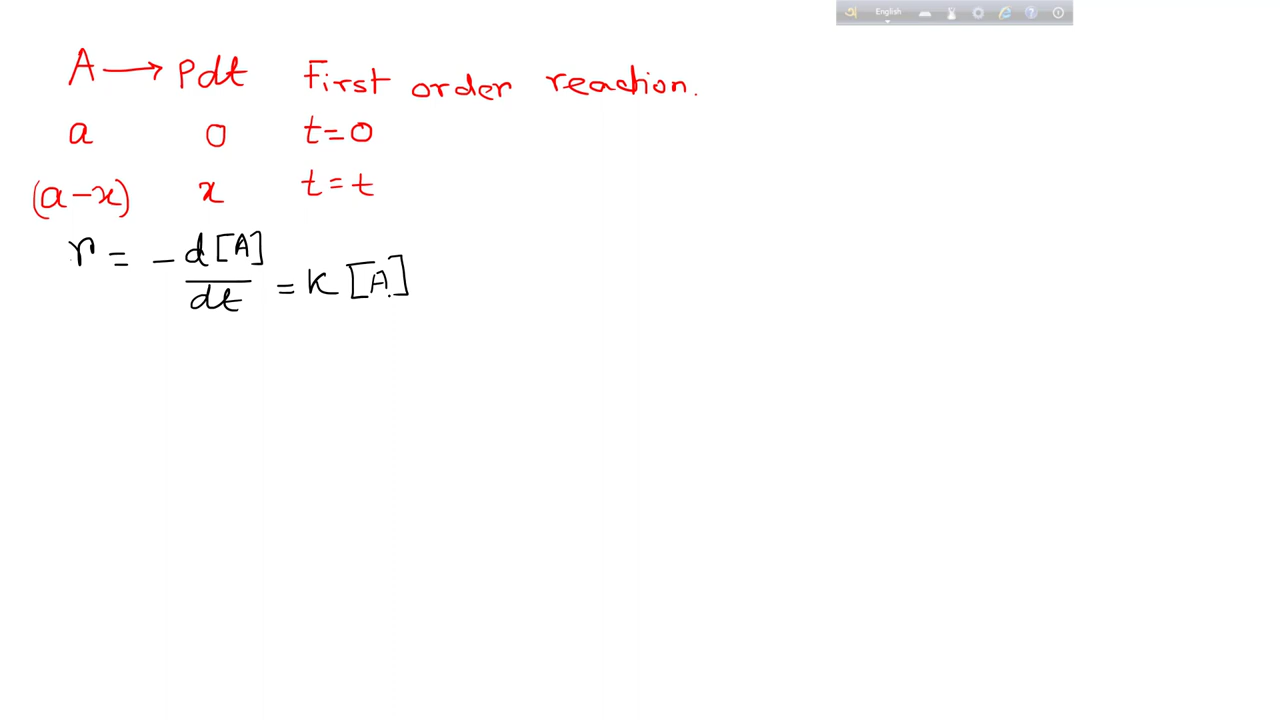 অ English
A → Pdt First order reaction.
a 0 t=0
(a-x) x t=t
r = -d[A]/dt = K[A]